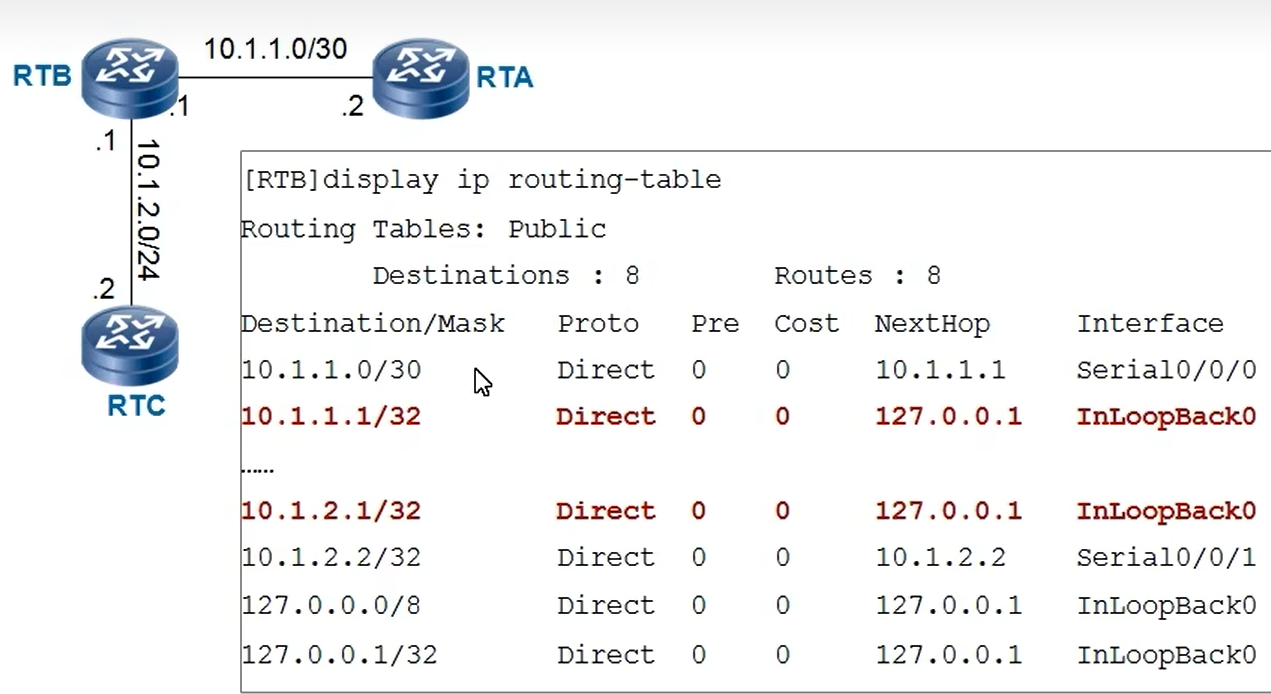 10.1.1.0/30
RTB
RTA
.1
.2
.1
10.1.2.0/24
.2
RTC
[RTB]display ip routing-table
Routing Tables: Public
Destinations : 8 Routes : 8
Destination/Mask Proto Pre Cost NextHop Interface
10.1.1.0/30 Direct 0 0 10.1.1.1 Serial0/0/0
10.1.1.1/32 Direct 0 0 127.0.0.1 InLoopBack0
……
10.1.2.1/32 Direct 0 0 127.0.0.1 InLoopBack0
10.1.2.2/32 Direct 0 0 10.1.2.2 Serial0/0/1
127.0.0.0/8 Direct 0 0 127.0.0.1 InLoopBack0
127.0.0.1/32 Direct 0 0 127.0.0.1 InLoopBack0